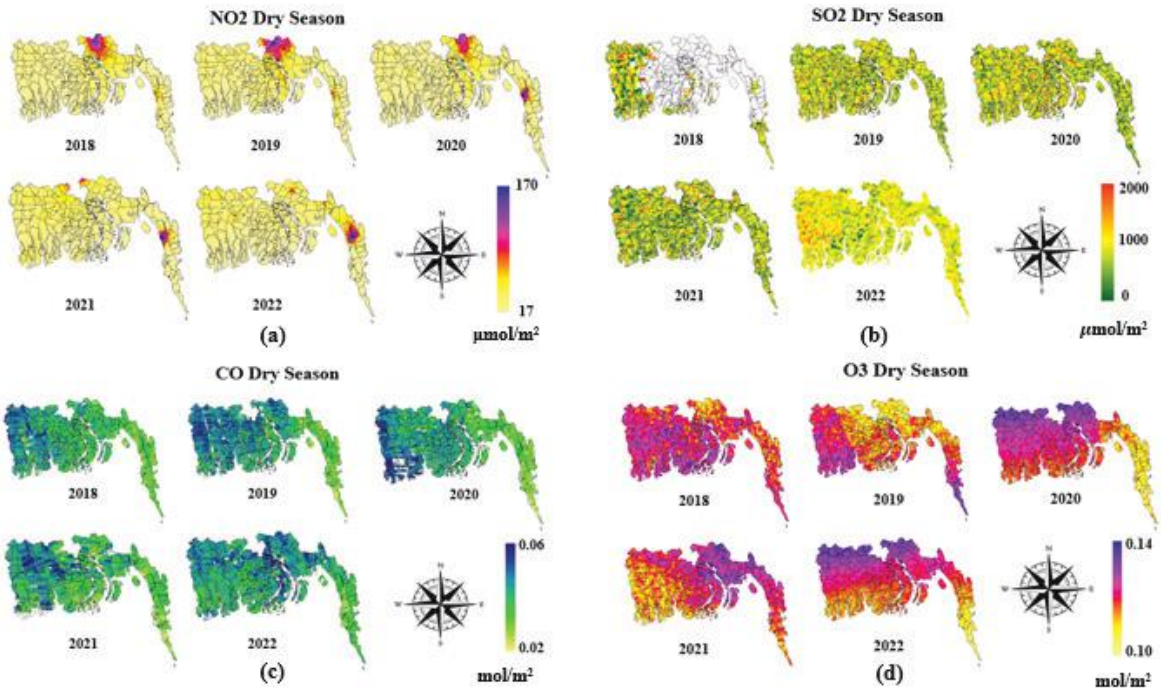 NO2 Dry Season
2018
2019
2020
2021
2022
170
17
μmol/m²
N
W
E
S
(a)
SO2 Dry Season
2018
2019
2020
2021
2022
2000
1000
0
μmol/m²
N
W
E
S
(b)
CO Dry Season
2018
2019
2020
2021
2022
0.06
0.02
mol/m²
N
W
E
S
(c)
O3 Dry Season
2018
2019
2020
2021
2022
0.14
0.10
mol/m²
N
W
E
S
(d)